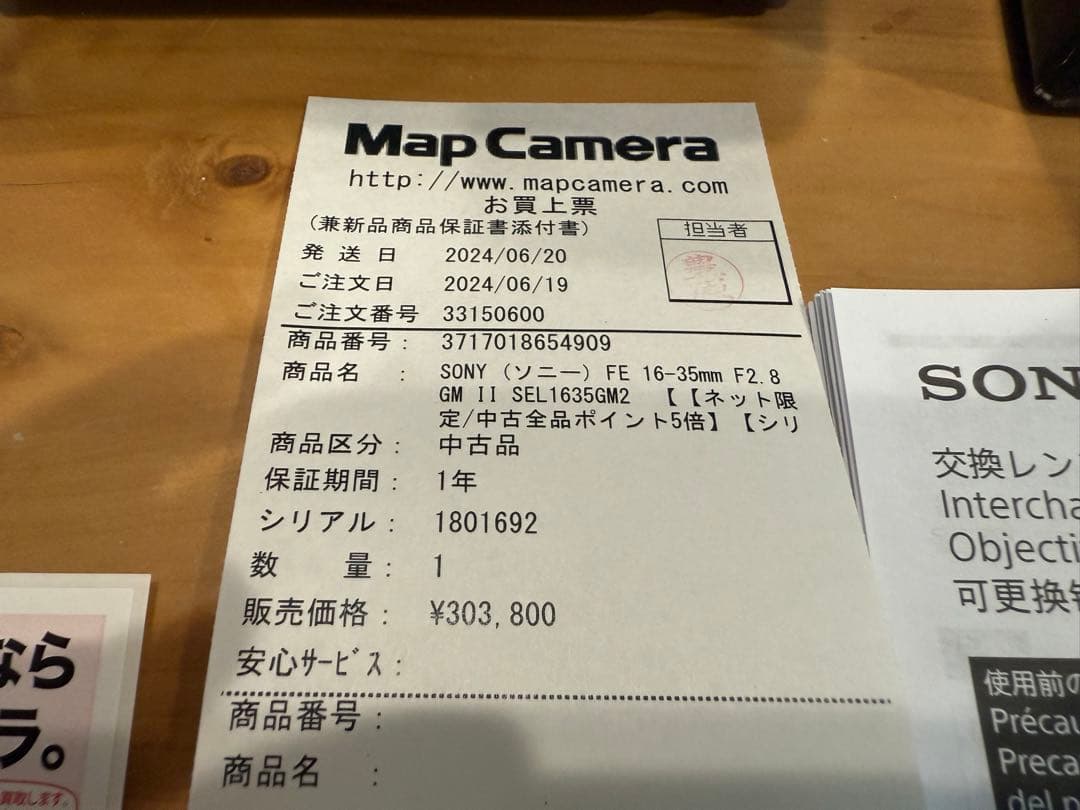 Map Camera
http://www.mapcamera.com
お買上票
(兼新品商品保証書添付書)
担当者
発送日 2024/06/20
ご注文日 2024/06/19
ご注文番号 33150600
商品番号： 3717018654909
商品名 ： SONY (ソニー) FE 16-35mm F2.8
GM II SEL1635GM2 【【ネット限
定/中古全品ポイント5倍】【シリ
商品区分： 中古品
保証期間： 1年
シリアル： 1801692
数 量： 1
販売価格： ¥303,800
安心ｻｰﾋﾞｽ：
商品番号：
商品名 ：
SON
交換レン
Intercha
Objecti
可更换
使用前の
Précau
Preca
del p
なら
ラ。
買取します。